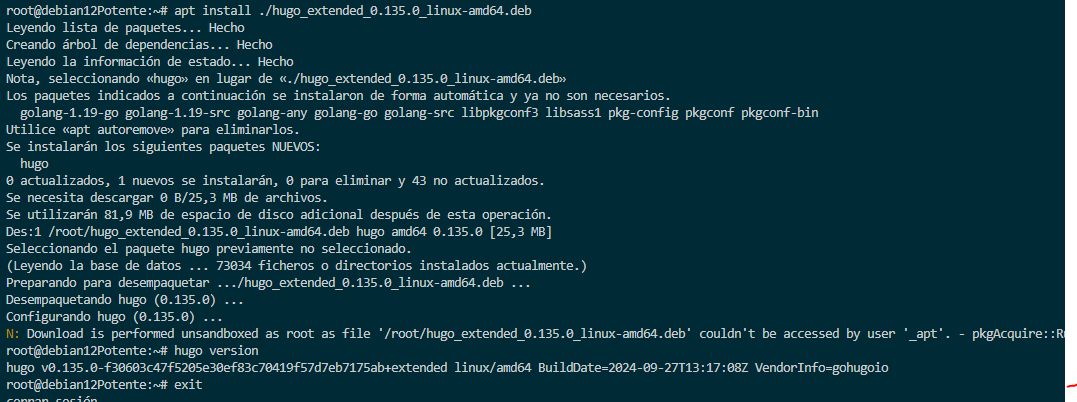 root@debian12Potente:~# apt install ./hugo_extended_0.135.0_linux-amd64.deb
Leyendo lista de paquetes... Hecho
Creando árbol de dependencias... Hecho
Leyendo la información de estado... Hecho
Nota, seleccionando «hugo» en lugar de «./hugo_extended_0.135.0_linux-amd64.deb»
Los paquetes indicados a continuación se instalaron de forma automática y ya no son necesarios.
  golang-1.19-go golang-1.19-src golang-any golang-go golang-src libpkgconf3 libsass1 pkg-config pkgconf pkgconf-bin
Utilice «apt autoremove» para eliminarlos.
Se instalarán los siguientes paquetes NUEVOS:
  hugo
0 actualizados, 1 nuevos se instalarán, 0 para eliminar y 43 no actualizados.
Se necesita descargar 0 B/25,3 MB de archivos.
Se utilizarán 81,9 MB de espacio de disco adicional después de esta operación.
Des:1 /root/hugo_extended_0.135.0_linux-amd64.deb hugo amd64 0.135.0 [25,3 MB]
Seleccionando el paquete hugo previamente no seleccionado.
(Leyendo la base de datos ... 73034 ficheros o directorios instalados actualmente.)
Preparando para desempaquetar .../hugo_extended_0.135.0_linux-amd64.deb ...
Desempaquetando hugo (0.135.0) ...
Configurando hugo (0.135.0) ...
N: Download is performed unsandboxed as root as file '/root/hugo_extended_0.135.0_linux-amd64.deb' couldn't be accessed by user '_apt'. - pkgAcquire::Ru
root@debian12Potente:~# hugo version
hugo v0.135.0-f30603c47f5205e30ef83c70419f57d7eb7175ab+extended linux/amd64 BuildDate=2024-09-27T13:17:08Z VendorInfo=gohugoio
root@debian12Potente:~# exit
cerrar sesión